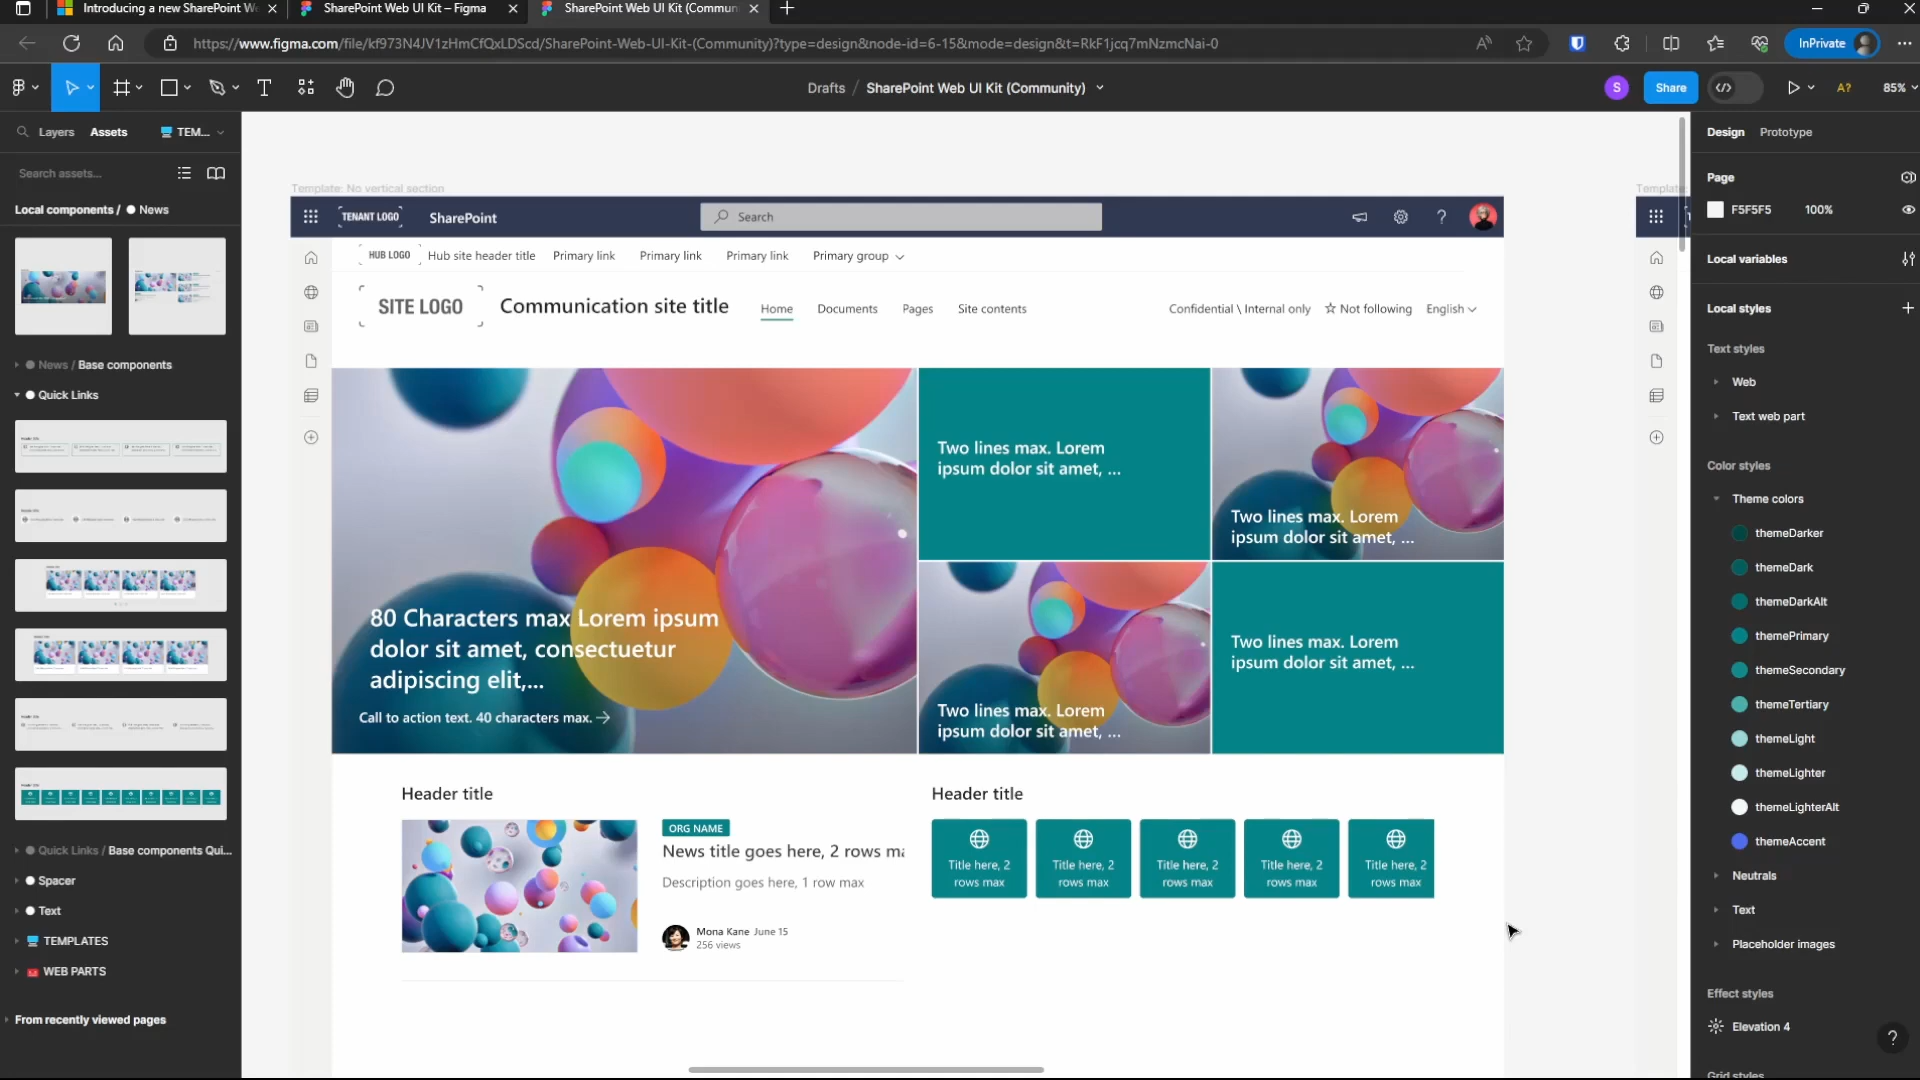 Introducing a new SharePoint W
SharePoint Web UI Kit – Figma
SharePoint Web UI Kit (Commun
https://www.figma.com/file/kf973N4JV1zHmCfQxLDScd/SharePoint-Web-UI-Kit-(Community)?type=design&node-id=6-15&mode=design&t=RkF1jcq7mNzmcNai-0
InPrivate
Drafts / SharePoint Web UI Kit (Community)
S
Share
A?
85%
Layers
Assets
TEM...
Search assets...
Local components / News
News / Base components
Quick Links
Quick Links / Base components Qui...
Spacer
Text
TEMPLATES
WEB PARTS
From recently viewed pages
Template: No vertical section
TENANT LOGO
SharePoint
Search
?
HUB LOGO
Hub site header title
Primary link
Primary link
Primary link
Primary group
SITE LOGO
Communication site title
Home
Documents
Pages
Site contents
Confidential \ Internal only
Not following
English
80 Characters max Lorem ipsum
dolor sit amet, consectuetur
adipiscing elit,...
Call to action text. 40 characters max.
Two lines max. Lorem
ipsum dolor sit amet, ...
Two lines max. Lorem
ipsum dolor sit amet, ...
Two lines max. Lorem
ipsum dolor sit amet, ...
Two lines max. Lorem
ipsum dolor sit amet, ...
Header title
ORG NAME
News title goes here, 2 rows ma
Description goes here, 1 row max
Mona Kane June 15
256 views
Header title
Title here, 2
rows max
Title here, 2
rows max
Title here, 2
rows max
Title here, 2
rows max
Title here, 2
rows max
Template:
Design
Prototype
Page
F5F5F5
100%
Local variables
Local styles
Text styles
Web
Text web part
Color styles
Theme colors
themeDarker
themeDark
themeDarkAlt
themePrimary
themeSecondary
themeTertiary
themeLight
themeLighter
themeLighterAlt
themeAccent
Neutrals
Text
Placeholder images
Effect styles
Elevation 4
?
Grid styles